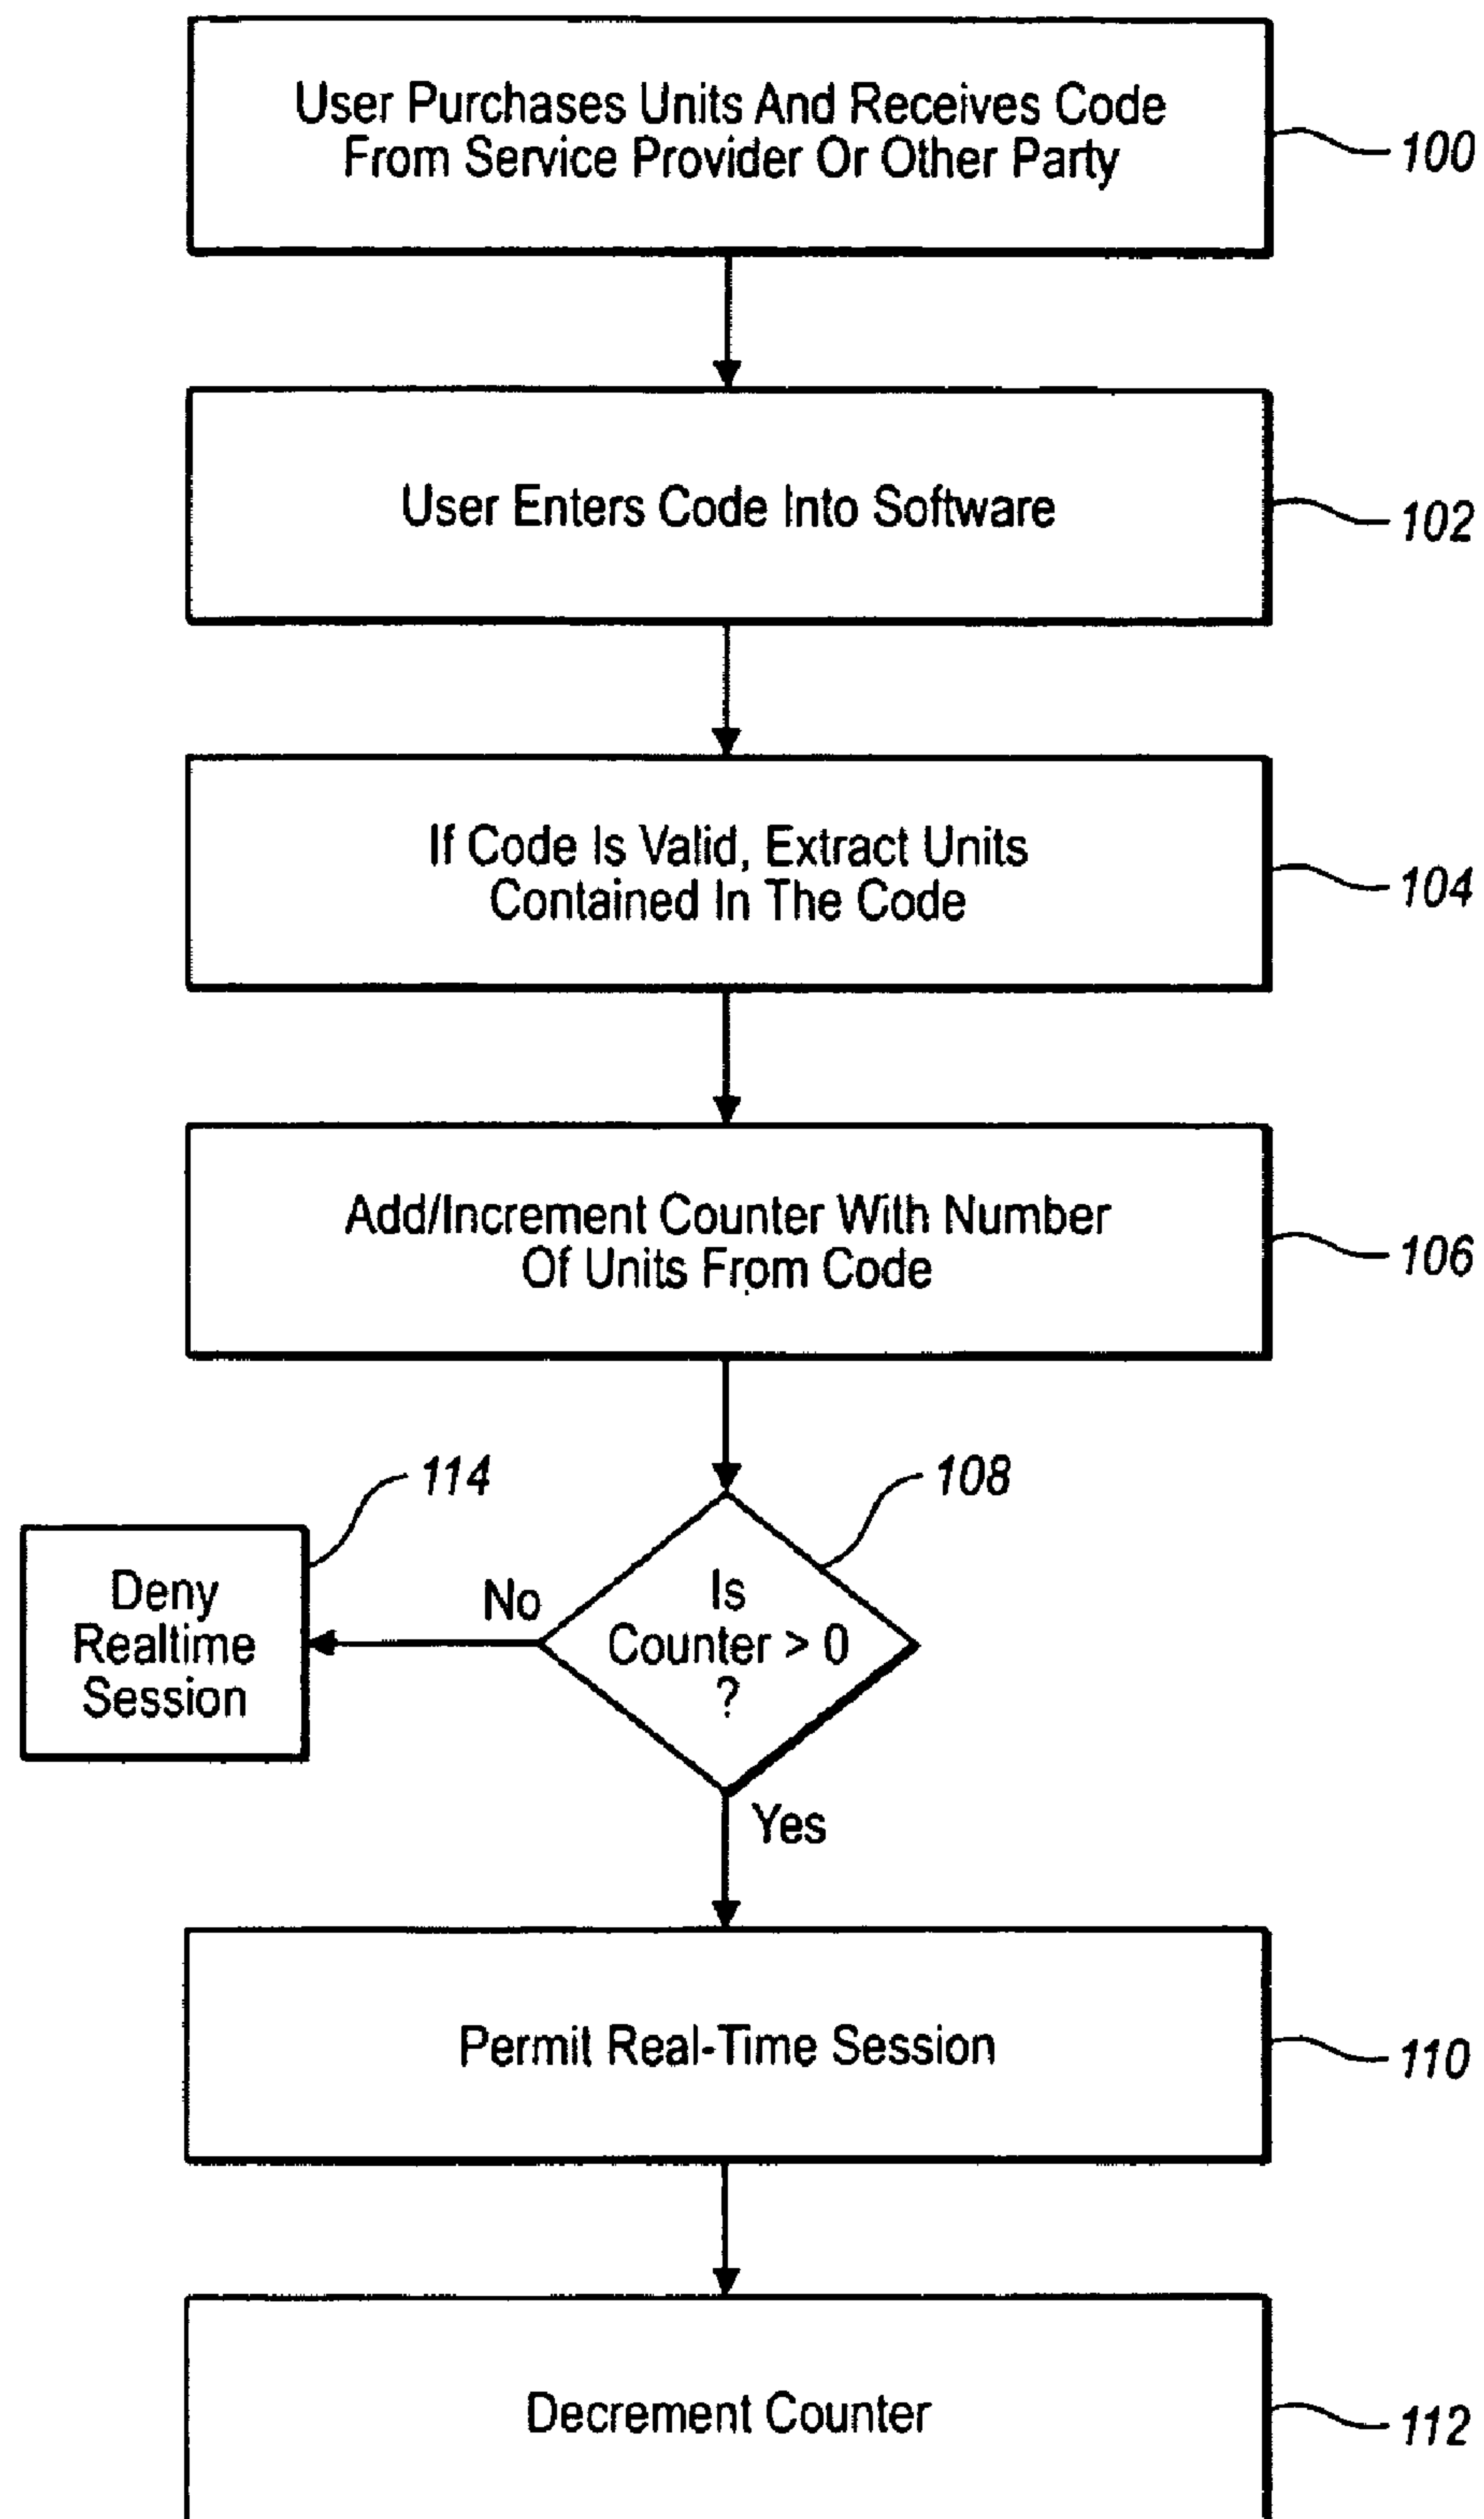 User Purchases Units And Receives Code
From Service Provider Or Other Party
100
User Enters Code Into Software
102
If Code Is Valid, Extract Units
Contained In The Code
104
Add/Increment Counter With Number
Of Units From Code
106
114
108
Deny
Realtime
Session
No
Is
Counter > 0
?
Yes
Permit Real-Time Session
110
Decrement Counter
112